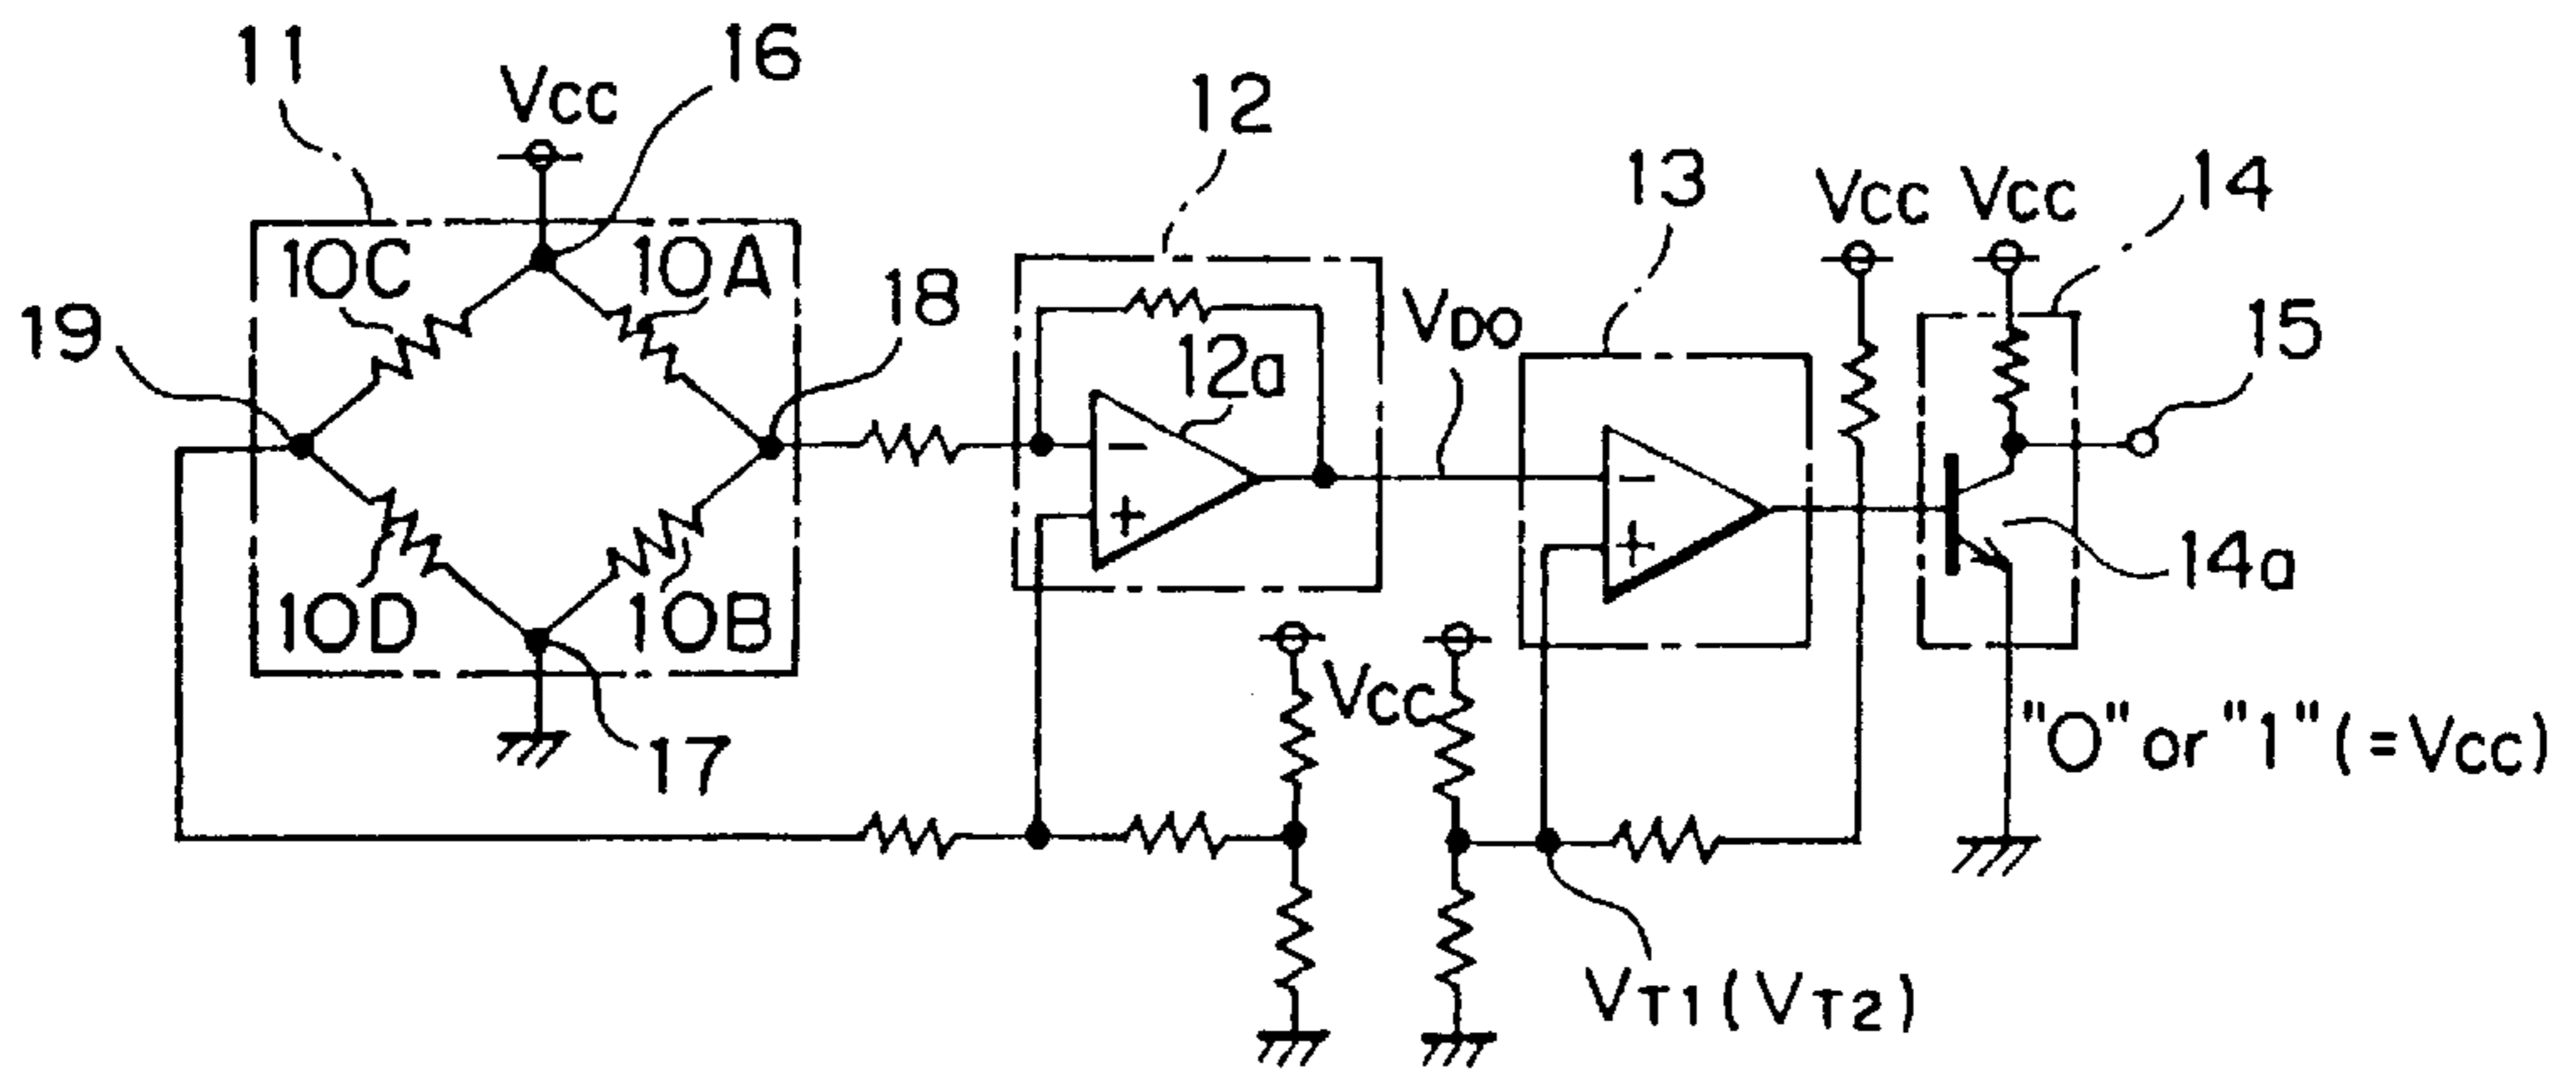 11
Vcc
16
12
13
Vcc
Vcc
14
10C
10A
18
19
12a
VDO
15
10D
10B
14a
17
Vcc
"0" or "1" (=Vcc)
VT1 (VT2)
−
+
−
+